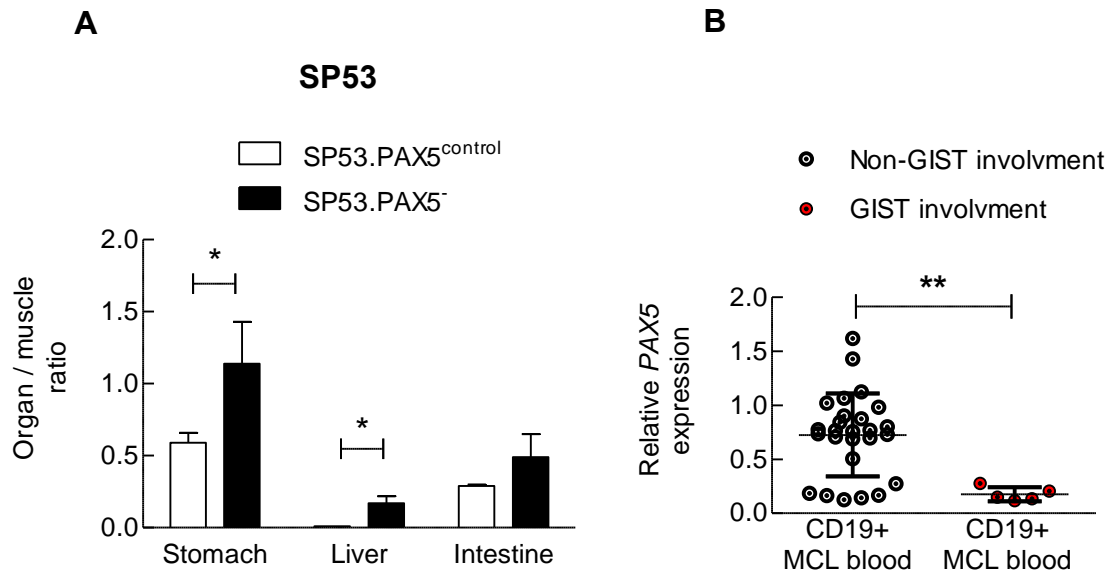 A
SP53
SP53.PAX5control
SP53.PAX5-
2.0
1.5
1.0
0.5
0.0
Organ / muscle
ratio
*
*
Stomach
Liver
Intestine
B
Non-GIST involvment
GIST involvment
2.0
1.5
1.0
0.5
0.0
Relative PAX5
expression
**
CD19+
MCL blood
CD19+
MCL blood